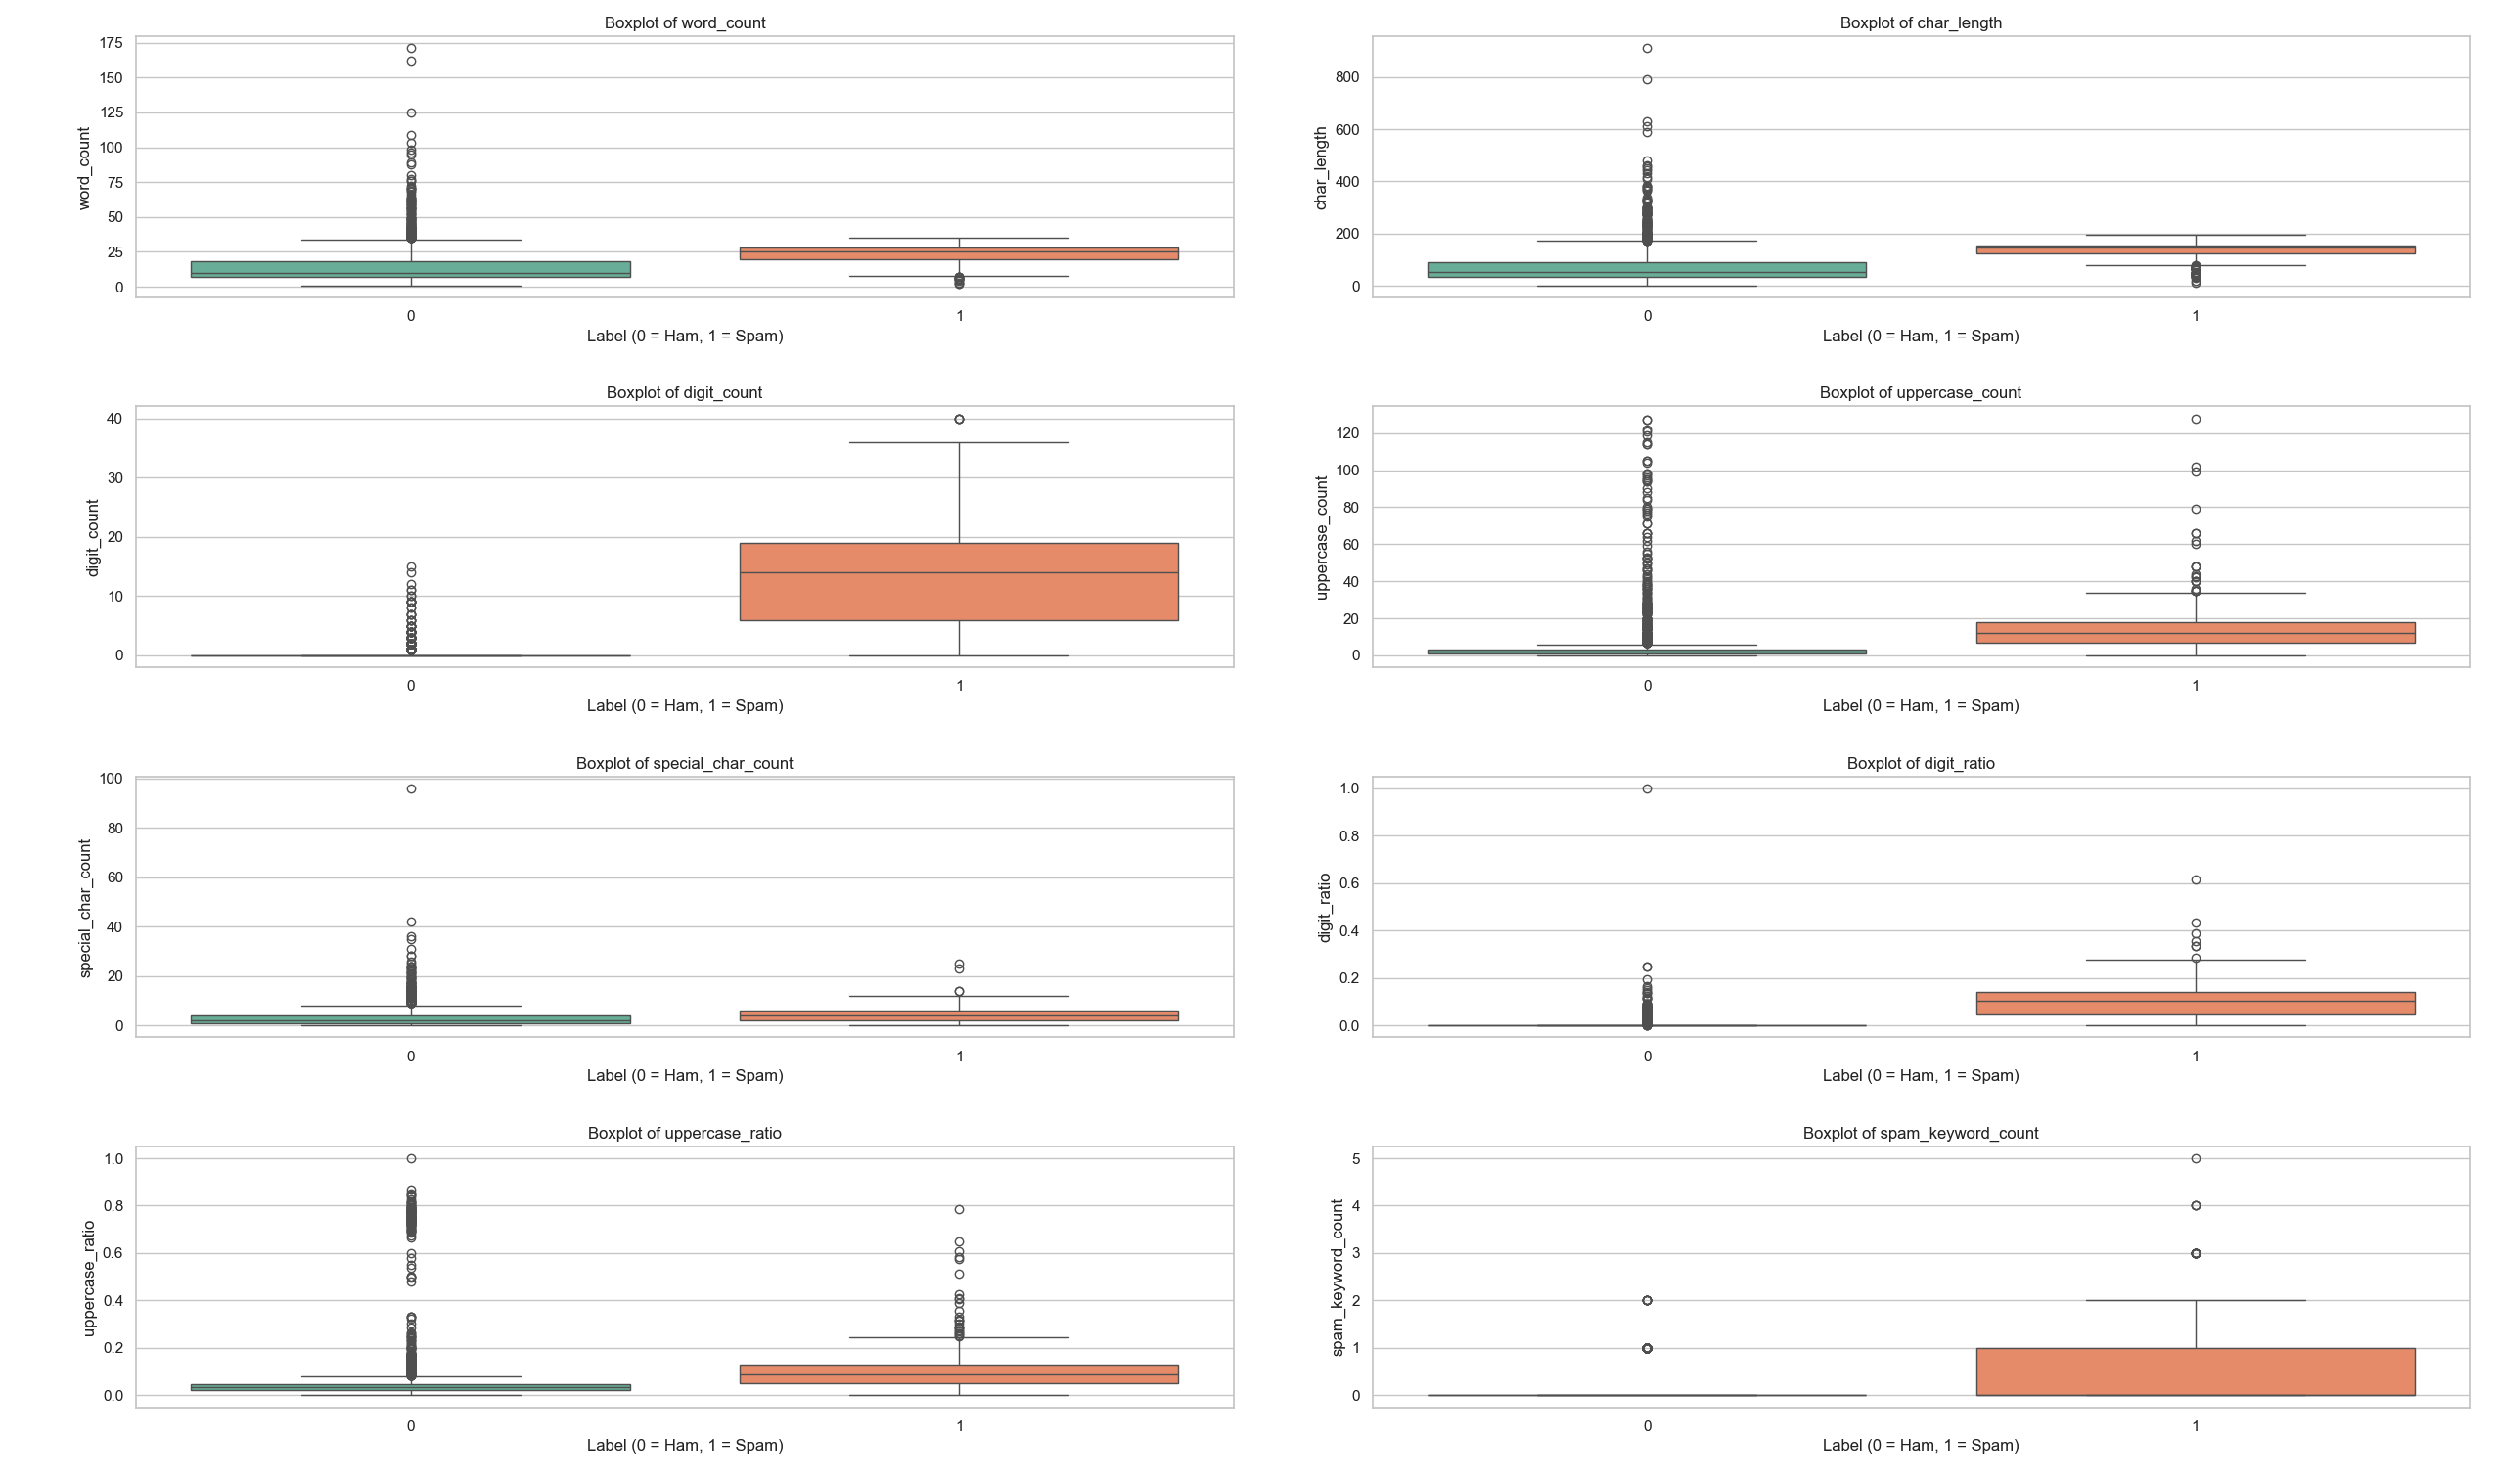 Boxplot of word_count
175
150
125
100
75
50
25
0
word_count
0
1
Label (0 = Ham, 1 = Spam)
Boxplot of char_length
800
600
400
200
0
char_length
0
1
Label (0 = Ham, 1 = Spam)
Boxplot of digit_count
40
30
20
10
0
digit_count
0
1
Label (0 = Ham, 1 = Spam)
Boxplot of uppercase_count
120
100
80
60
40
20
0
uppercase_count
0
1
Label (0 = Ham, 1 = Spam)
Boxplot of special_char_count
100
80
60
40
20
0
special_char_count
0
1
Label (0 = Ham, 1 = Spam)
Boxplot of digit_ratio
1.0
0.8
0.6
0.4
0.2
0.0
digit_ratio
0
1
Label (0 = Ham, 1 = Spam)
Boxplot of uppercase_ratio
1.0
0.8
0.6
0.4
0.2
0.0
uppercase_ratio
0
1
Label (0 = Ham, 1 = Spam)
Boxplot of spam_keyword_count
5
4
3
2
1
0
spam_keyword_count
0
1
Label (0 = Ham, 1 = Spam)